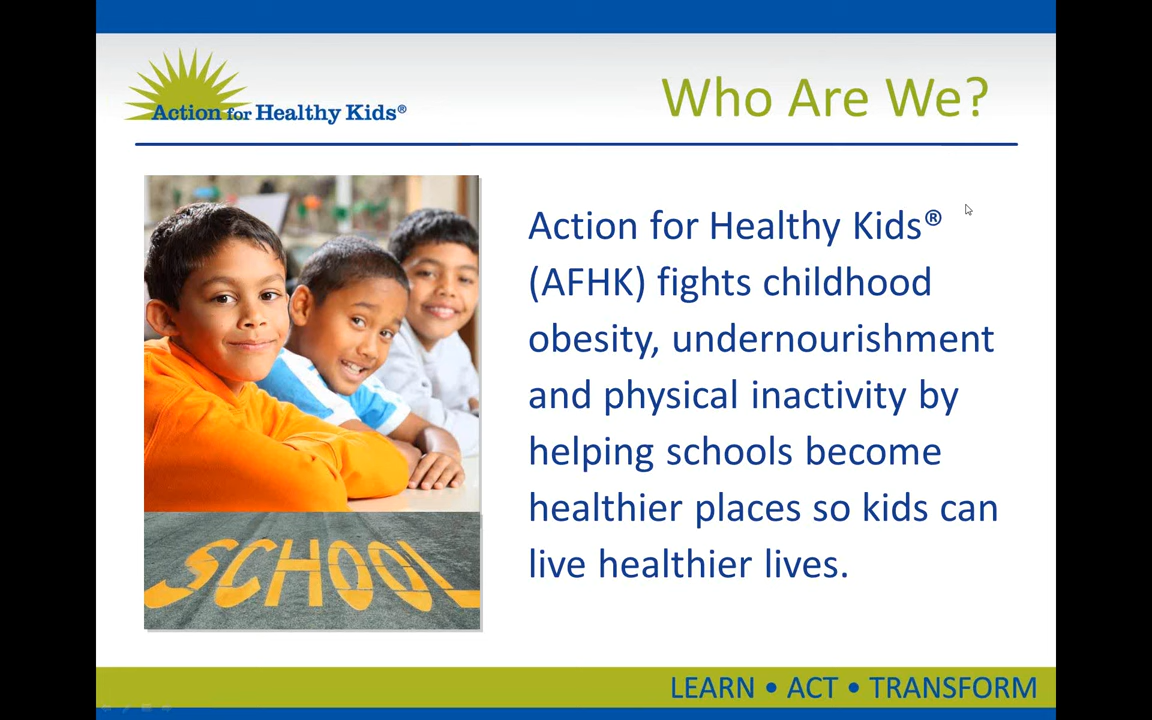 Action for Healthy Kids®
Who Are We?
Action for Healthy Kids®
(AFHK) fights childhood
obesity, undernourishment
and physical inactivity by
helping schools become
healthier places so kids can
live healthier lives.
SCHOOL
LEARN • ACT • TRANSFORM